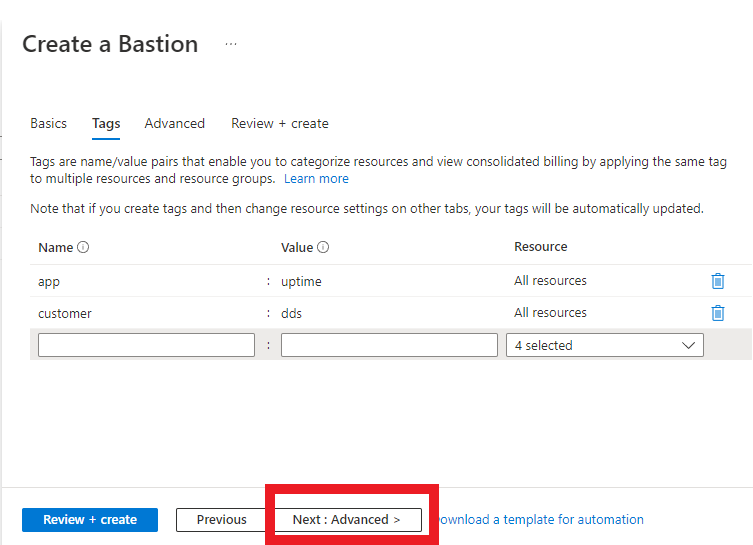 Create a Bastion ...
Basics Tags Advanced Review + create
Tags are name/value pairs that enable you to categorize resources and view consolidated billing by applying the same tag
to multiple resources and resource groups. Learn more
Note that if you create tags and then change resource settings on other tabs, your tags will be automatically updated.
Name Value Resource
app : uptime All resources
customer : dds All resources
: 4 selected
Review + create Previous Next : Advanced > ownload a template for automation